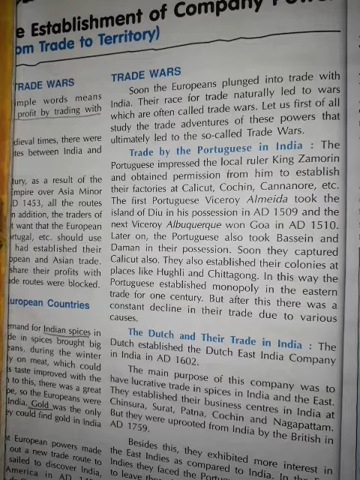 e Establishment of Company Power
om Trade to Territory)
TRADE WARS
imple words means
profit by trading with
dieval times, there were
tes between India and
tury, as a result of the
Empire over Asia Minor
D 1453, all the routes
n addition, the traders of
t want that the European
rtugal, etc. should use
had established their
opean and Asian trade.
share their profits with
de routes were blocked.
uropean Countries
mand for Indian spices in
de in spices brought big
eans, during the winter
y on meat, which could
s taste improved with the
to this, there was a great
pe, so the Europeans were
India. Gold was the only
ey could find gold in India
t European powers made
out a new trade route to
sailed to discover India,
America in AD
TRADE WARS
Soon the Europeans plunged into trade with
India. Their race for trade naturally led to wars
which are often called trade wars. Let us first of all
study the trade adventures of these powers that
ultimately led to the so-called Trade Wars.
Trade by the Portuguese in India : The
Portuguese impressed the local ruler King Zamorin
and obtained permission from him to establish
their factories at Calicut, Cochin, Cannanore, etc.
The first Portuguese Viceroy Almeida took the
island of Diu in his possession in AD 1509 and the
next Viceroy Albuquerque won Goa in AD 1510.
Later on, the Portuguese also took Bassein and
Daman in their possession. Soon they captured
Calicut also. They also established their colonies at
places like Hughli and Chittagong. In this way the
Portuguese established monopoly in the eastern
trade for one century. But after this there was a
constant decline in their trade due to various
causes.
The Dutch and Their Trade in India : The
Dutch established the Dutch East India Company
in India in AD 1602.
The main purpose of this company was to
have lucrative trade in spices in India and the East.
They established their business centres in India at
Chinsura, Surat, Patna, Cochin and Nagapattam.
But they were uprooted from India by the British in
AD 1759.
Besides this, they exhibited more interest in
the East Indies as compared to India. In the
Indies they faced the
to leave